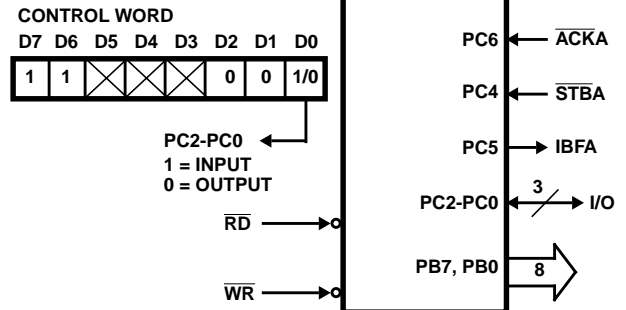 CONTROL WORD
D7 D6 D5 D4 D3 D2 D1 D0
1 1 0 0 1/0
PC2-PC0
1 = INPUT
0 = OUTPUT
RD
WR
PC6 ACKA
PC4 STBA
PC5 IBFA
PC2-PC0 3 I/O
PB7, PB0 8